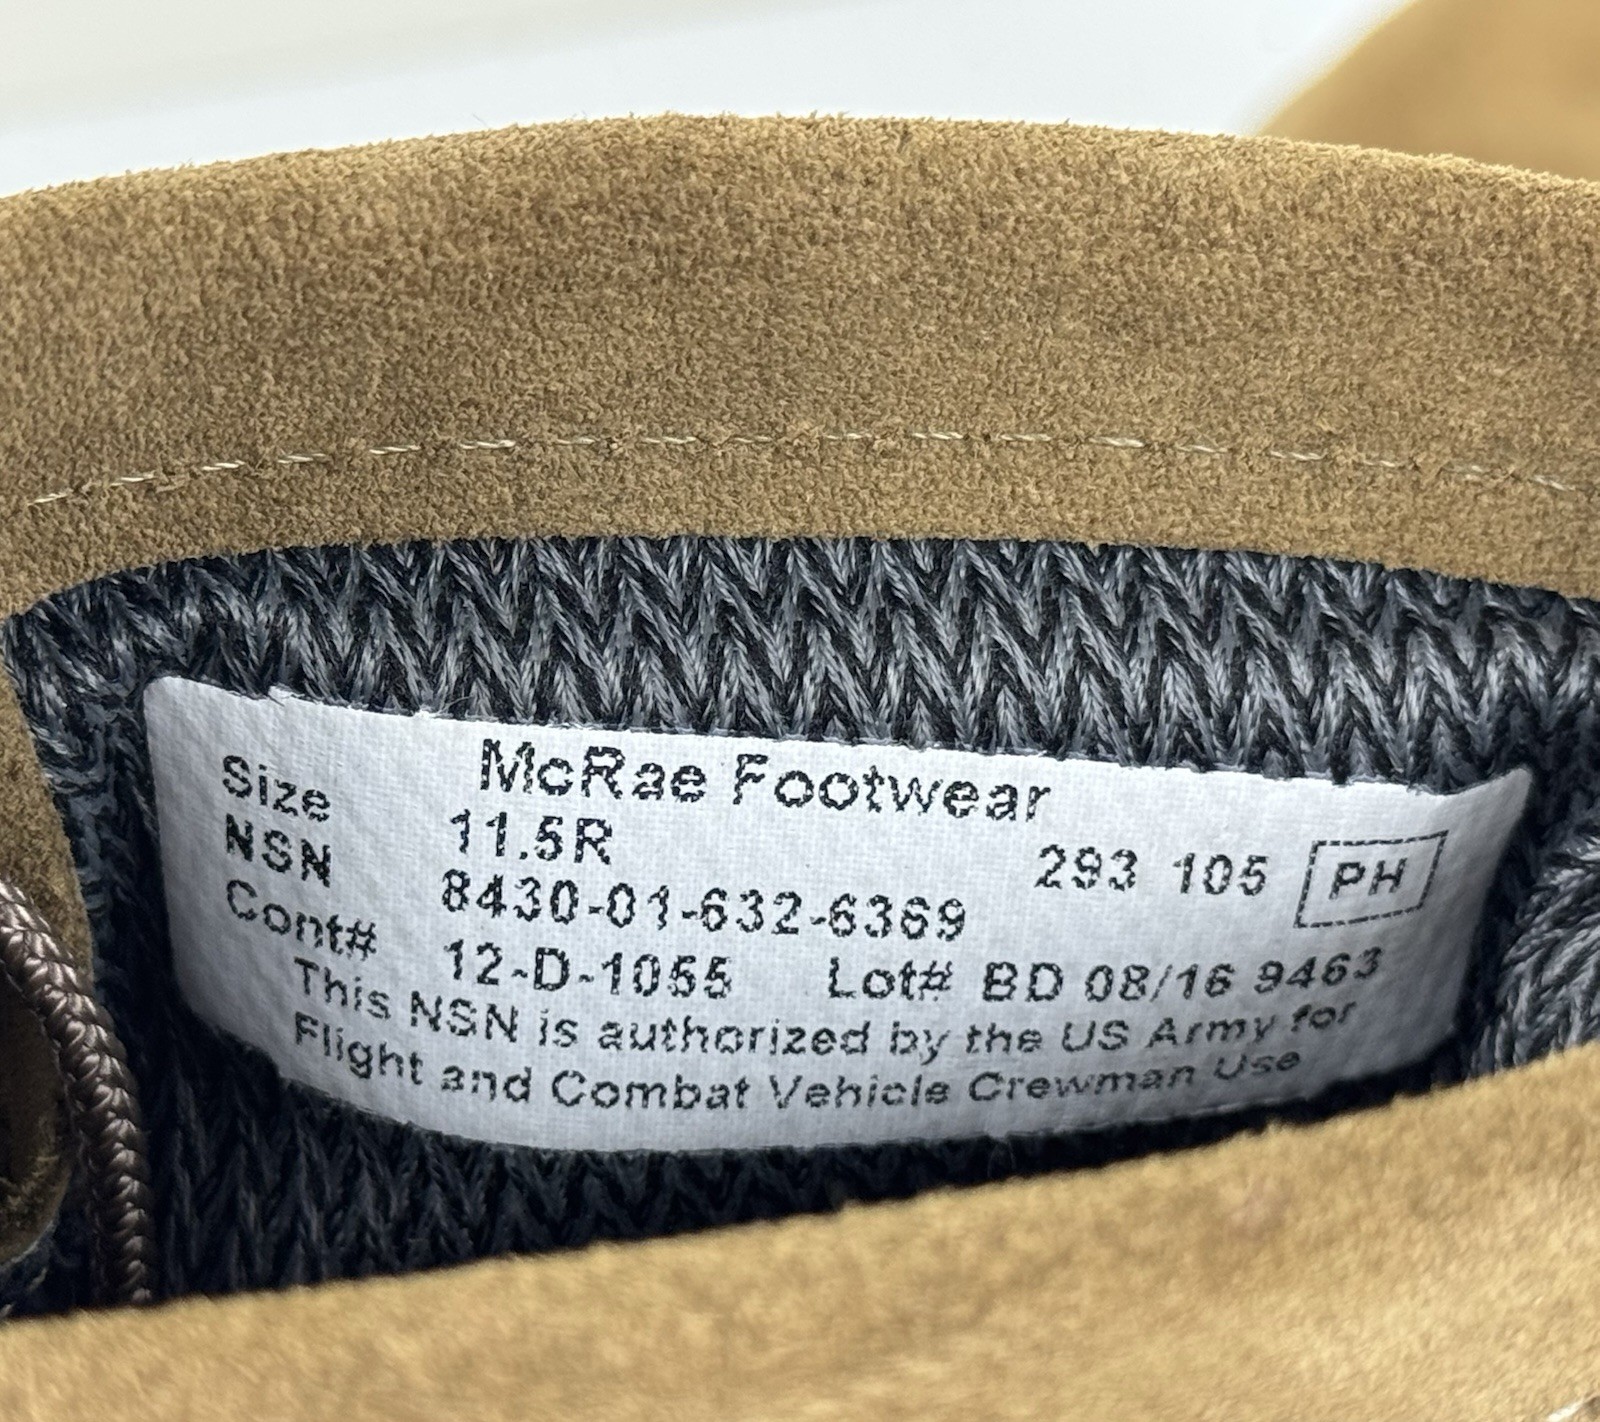 McRae Footwear
Size 11.5R 293 105 PH
NSN 8430-01-632-6369
Cont# 12-D-1055 Lot# BD 08/16 9463
This NSN is authorized by the US Army for
Flight and Combat Vehicle Crewman Use